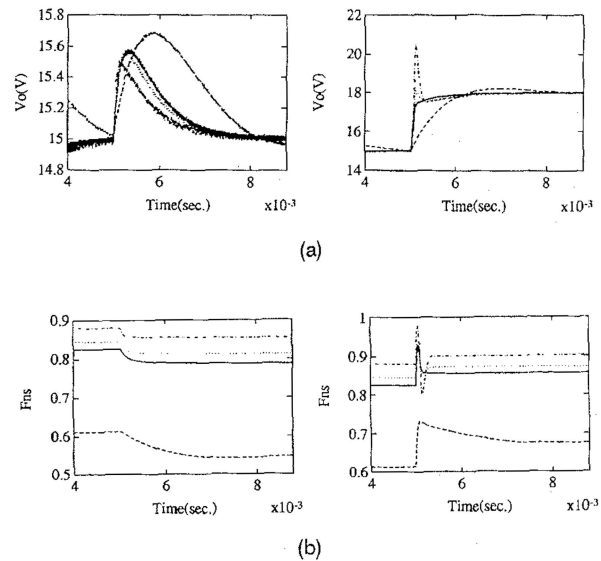 15.8
15.6
15.4
15.2
15
14.8
Vo(V)
4
6
8
Time(sec.)
x10-3
22
20
18
16
14
Vo(V)
4
6
8
Time(sec.)
x10-3
(a)
0.9
0.8
0.7
0.6
0.5
Fns
4
6
8
Time(sec.)
x10-3
1
0.9
0.8
0.7
0.6
Fns
4
6
8
Time(sec.)
x10-3
(b)